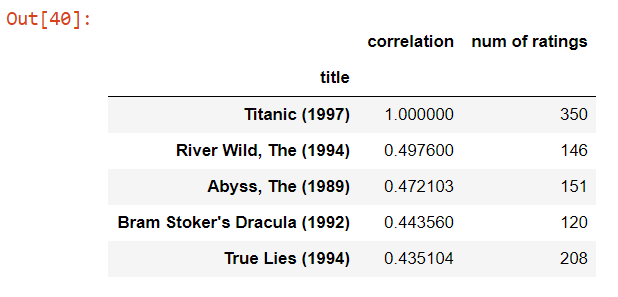 Out[40]:
correlation num of ratings
title
Titanic (1997) 1.000000 350
River Wild, The (1994) 0.497600 146
Abyss, The (1989) 0.472103 151
Bram Stoker's Dracula (1992) 0.443560 120
True Lies (1994) 0.435104 208